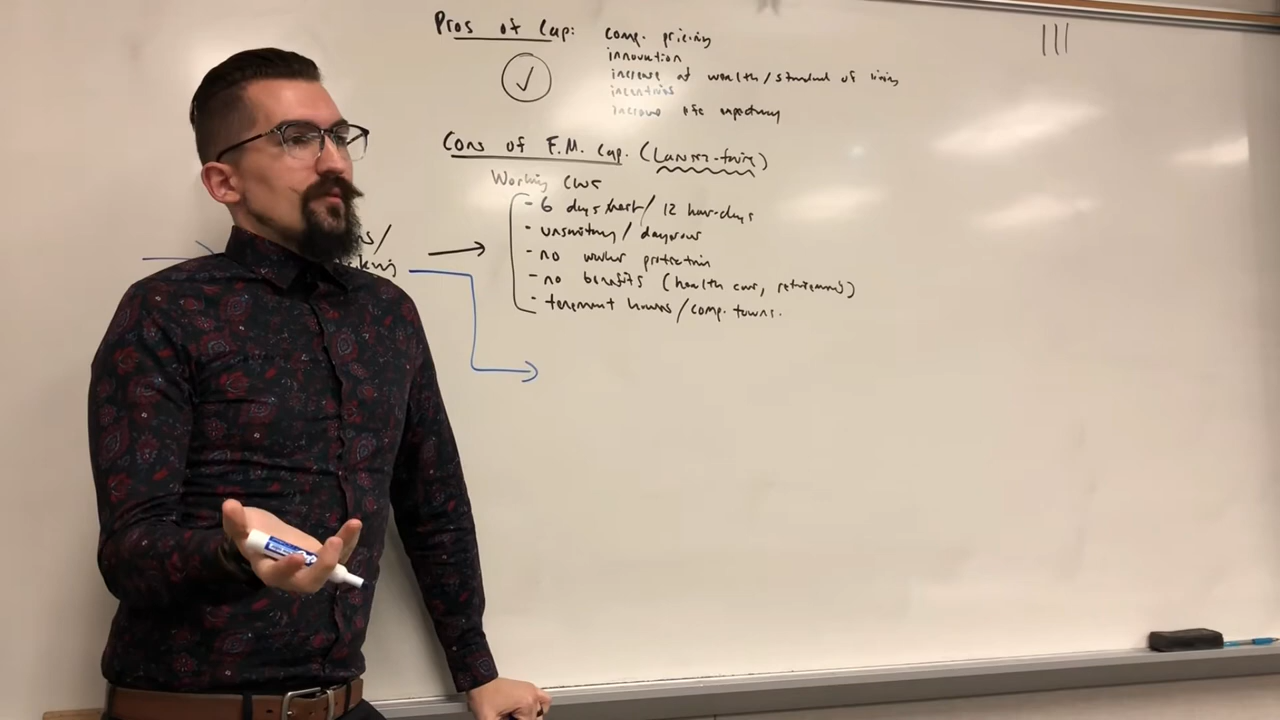 Pros of Cap: comp. pricing
innovation
increase of wealth/standard of living
incentives
increase life expectancy
Cons of F.M. Cap. (Laissez-faire)
Working class
- 6 days/week/ 12 hour-days
- unsanitary/dangerous
- no worker protection
- no benefits (health care, retirement)
- tenement houses/comp. towns.